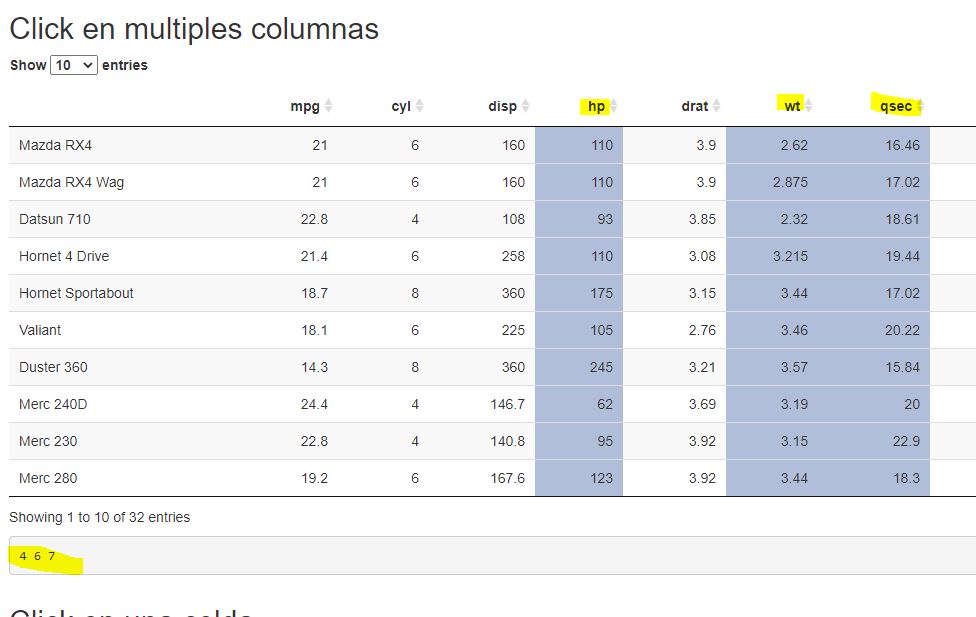 Click en multiples columnas
Show 10 entries
mpg cyl disp hp drat wt qsec
Mazda RX4 21 6 160 110 3.9 2.62 16.46
Mazda RX4 Wag 21 6 160 110 3.9 2.875 17.02
Datsun 710 22.8 4 108 93 3.85 2.32 18.61
Hornet 4 Drive 21.4 6 258 110 3.08 3.215 19.44
Hornet Sportabout 18.7 8 360 175 3.15 3.44 17.02
Valiant 18.1 6 225 105 2.76 3.46 20.22
Duster 360 14.3 8 360 245 3.21 3.57 15.84
Merc 240D 24.4 4 146.7 62 3.69 3.19 20
Merc 230 22.8 4 140.8 95 3.92 3.15 22.9
Merc 280 19.2 6 167.6 123 3.92 3.44 18.3
Showing 1 to 10 of 32 entries
4 6 7
Click en una celda